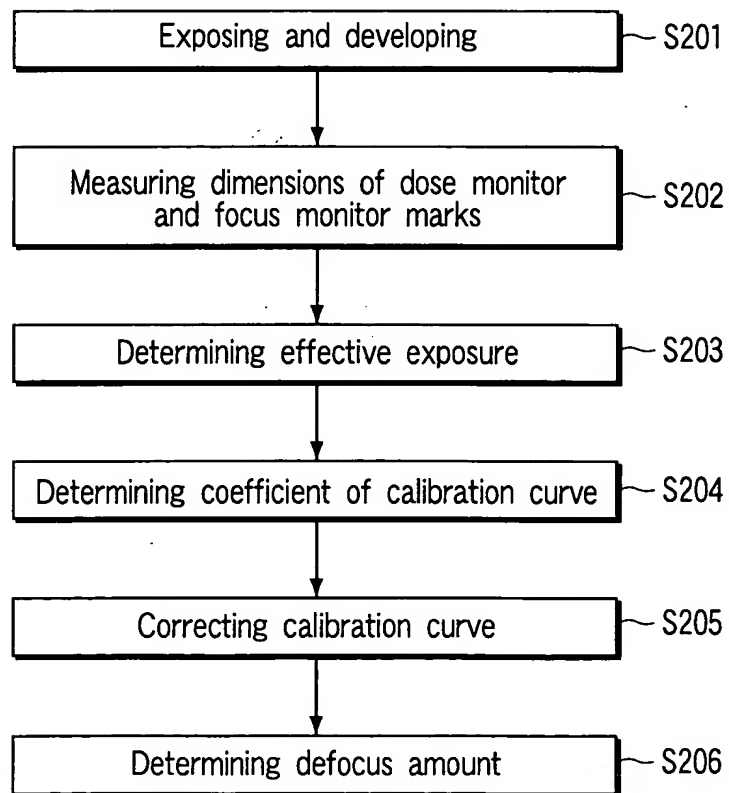 Exposing and developing S201
Measuring dimensions of dose monitor
and focus monitor marks S202
Determining effective exposure S203
Determining coefficient of calibration curve S204
Correcting calibration curve S205
Determining defocus amount S206